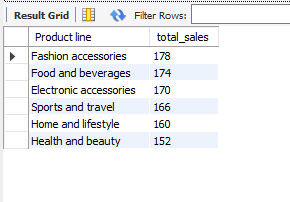 Result Grid Filter Rows:
Product line total_sales
Fashion accessories 178
Food and beverages 174
Electronic accessories 170
Sports and travel 166
Home and lifestyle 160
Health and beauty 152